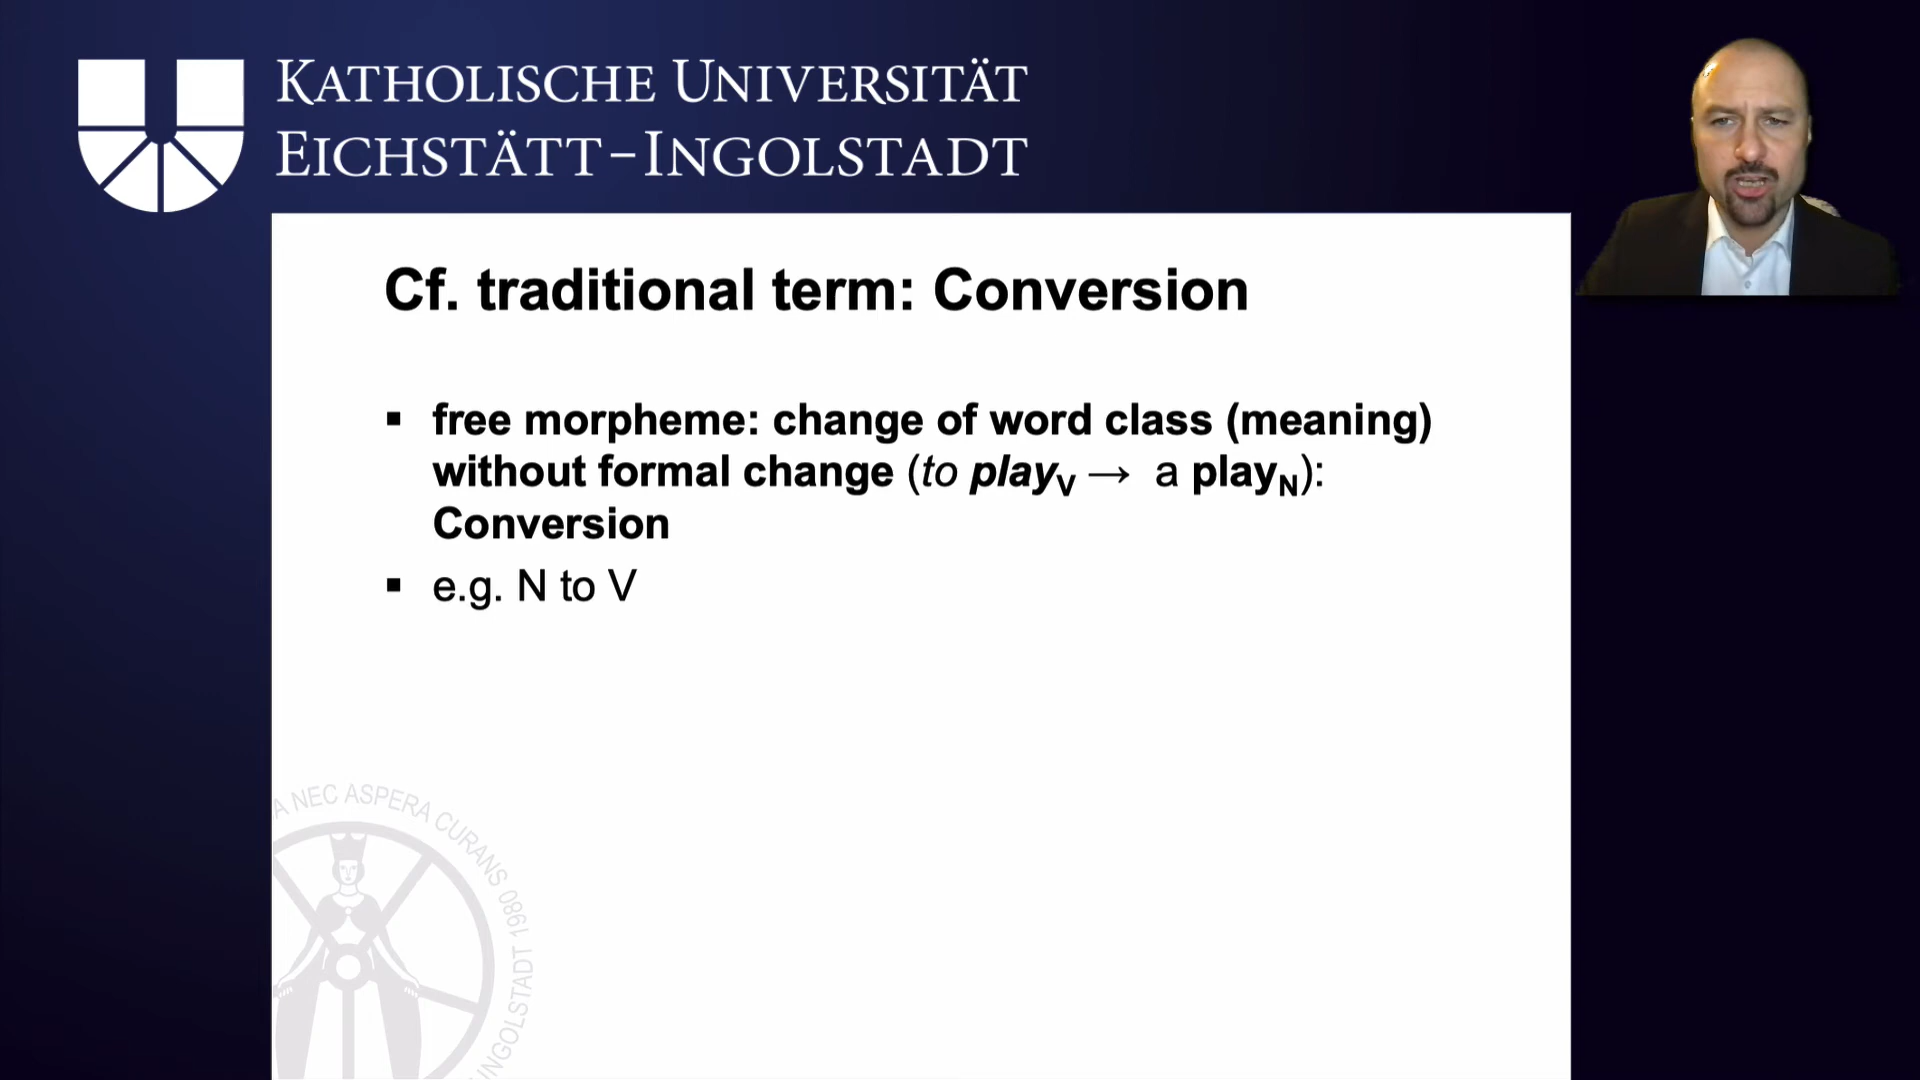 KATHOLISCHE UNIVERSITÄT
EICHSTÄTT-INGOLSTADT
Cf. traditional term: Conversion
▪ free morpheme: change of word class (meaning)
without formal change (to playV → a playN):
Conversion
▪ e.g. N to V
A NEC ASPERA CURANS 1980 INGOLSTADT